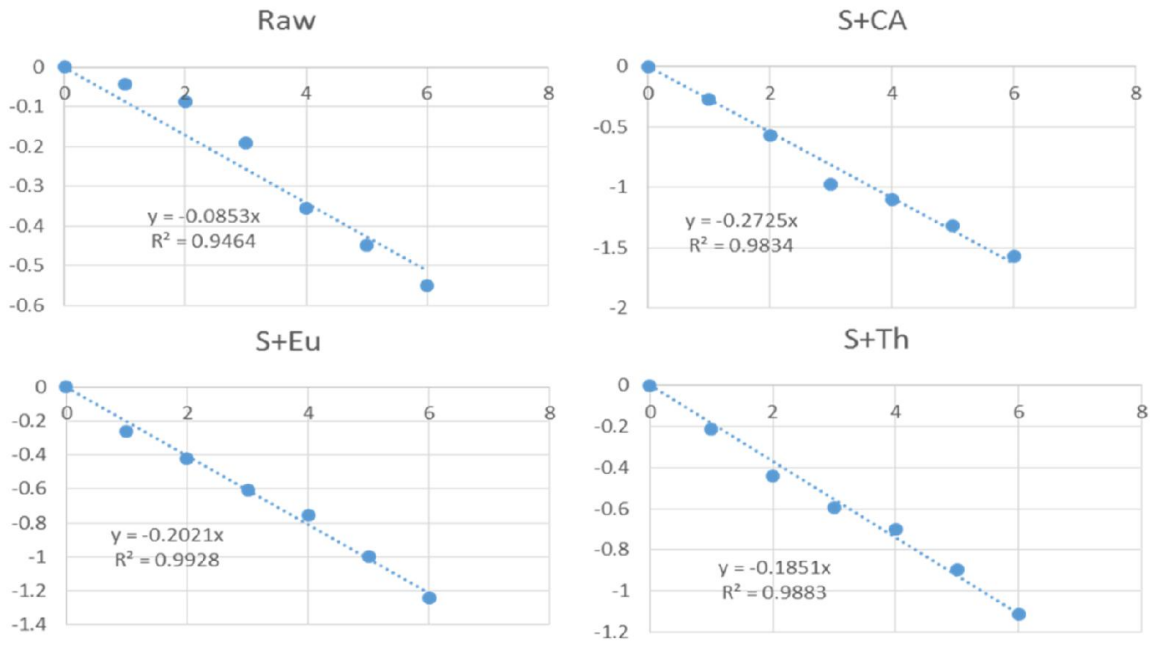 Raw
0
0 2 4 6 8
-0.1
-0.2
-0.3
-0.4
-0.5
-0.6
y = -0.0853x
R² = 0.9464
S+CA
0
0 2 4 6 8
-0.5
-1
-1.5
-2
y = -0.2725x
R² = 0.9834
S+Eu
0
0 2 4 6 8
-0.2
-0.4
-0.6
-0.8
-1
-1.2
-1.4
y = -0.2021x
R² = 0.9928
S+Th
0
0 2 4 6 8
-0.2
-0.4
-0.6
-0.8
-1
-1.2
y = -0.1851x
R² = 0.9883